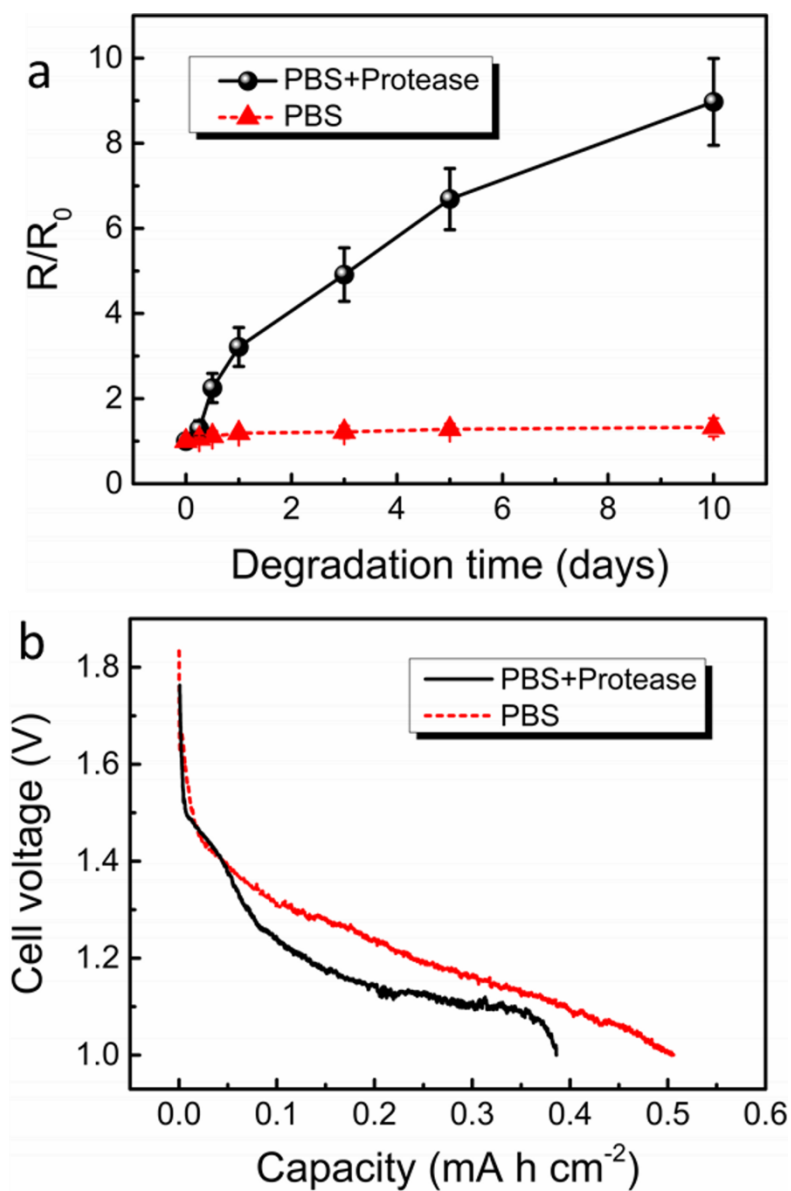 a
PBS+Protease
PBS
R/R₀
10
8
6
4
2
0
0 2 4 6 8 10
Degradation time (days)
b
PBS+Protease
PBS
Cell voltage (V)
1.8
1.6
1.4
1.2
1.0
0.0 0.1 0.2 0.3 0.4 0.5 0.6
Capacity (mA h cm⁻²)